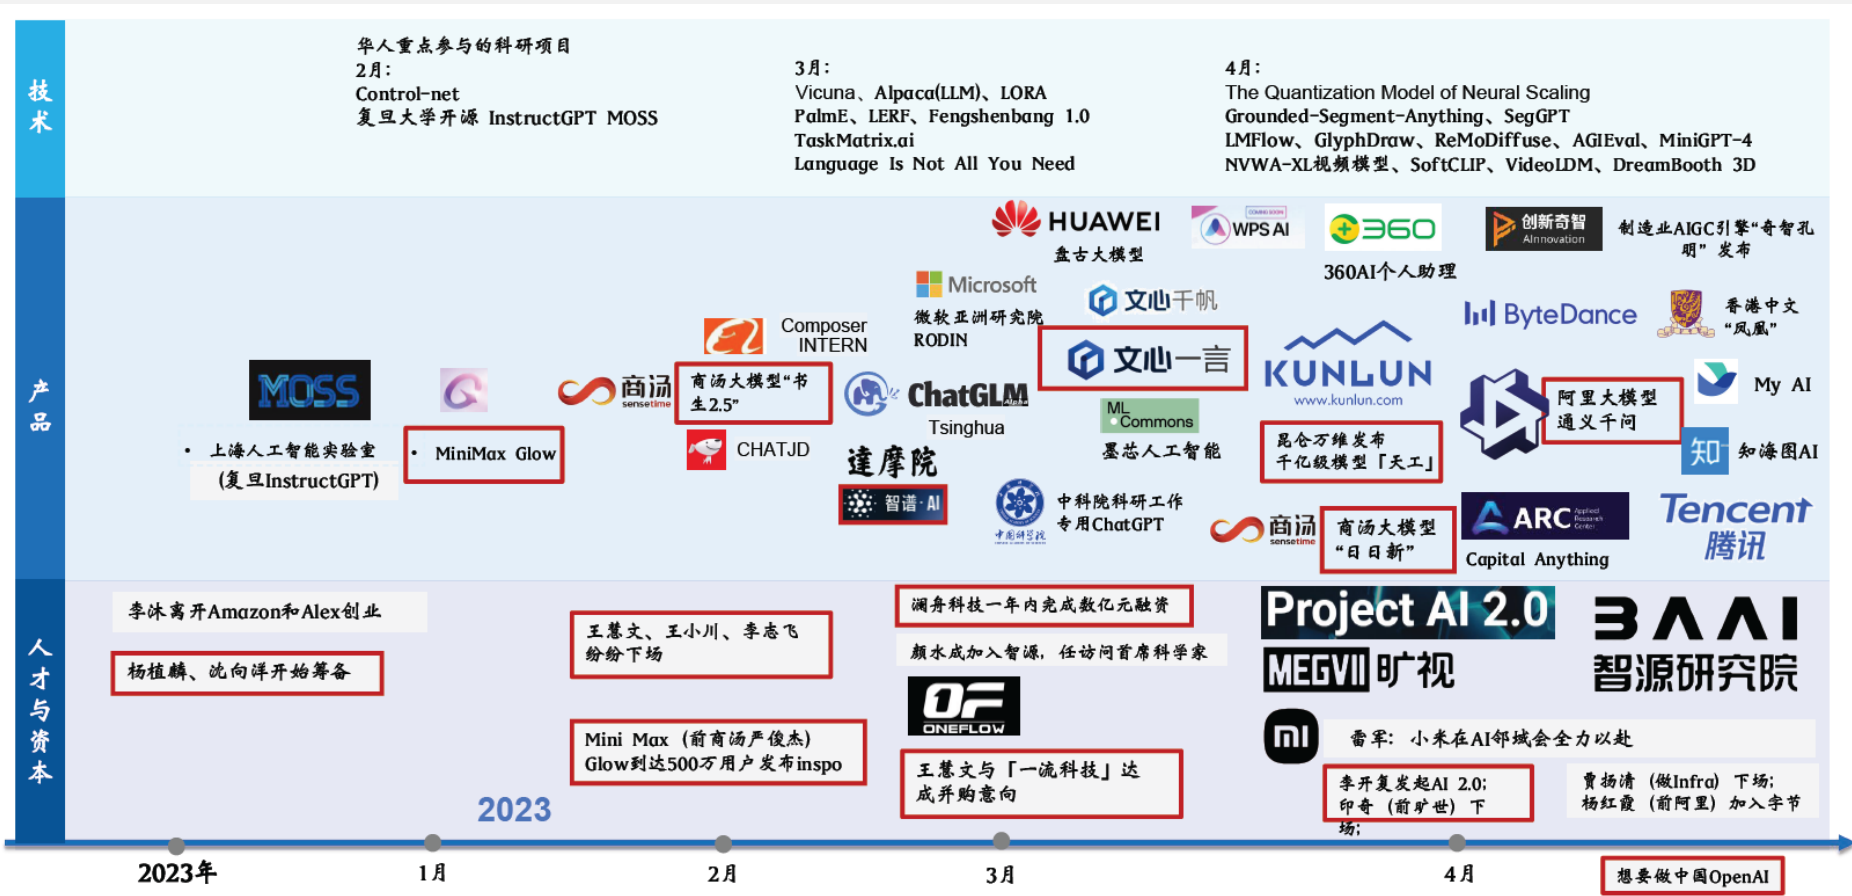 技术
华人重点参与的科研项目
2月：
Control-net
复旦大学开源 InstructGPT MOSS
3月：
Vicuna、Alpaca(LLM)、LORA
PalmE、LERF、Fengshenbang 1.0
TaskMatrix.ai
Language Is Not All You Need
4月：
The Quantization Model of Neural Scaling
Grounded-Segment-Anything、SegGPT
LMFlow、GlyphDraw、ReMoDiffuse、AGIEval、MiniGPT-4
NVWA-XL视频模型、SoftCLIP、VideoLDM、DreamBooth 3D
产品
MOSS
• 上海人工智能实验室
(复旦InstructGPT)
• MiniMax Glow
Composer
INTERN
商汤
sensetime
商汤大模型“书
生2.5”
CHATJD
HUAWEI
盘古大模型
Microsoft
微软亚洲研究院
RODIN
ChatGLM
Alpha
Tsinghua
達摩院
智谱·AI
文心千帆
文心一言
ML
Commons
墨芯人工智能
中国科学院
中科院科研工作
专用ChatGPT
COMING SOON
WPS AI
360
360AI个人助理
KUNLUN
www.kunlun.com
昆仑万维发布
千亿级模型「天工」
商汤
sensetime
商汤大模型
“日日新”
创新奇智
AInnovation
制造业AIGC引擎“奇智孔
明”发布
ByteDance
香港中文
“凤凰”
阿里大模型
通义千问
My AI
知
知海图AI
ARC
Applied
Research
Center
Capital Anything
Tencent
腾讯
人才与资本
李沐离开Amazon和Alex创业
杨植麟、沈向洋开始筹备
王慧文、王小川、李志飞
纷纷下场
Mini Max（前商汤严俊杰）
Glow到达500万用户发布inspo
澜舟科技一年内完成数亿元融资
颜水成加入智源，任访问首席科学家
OF
ONEFLOW
王慧文与「一流科技」达
成并购意向
Project AI 2.0
MEGVII 旷视
BAAI
智源研究院
mi
雷军：小米在AI邻域会全力以赴
李开复发起AI 2.0；
印奇（前旷世）下
场；
贾扬清（做Infra）下场；
杨红霞（前阿里）加入字节
2023
2023年
1月
2月
3月
4月
想要做中国OpenAI